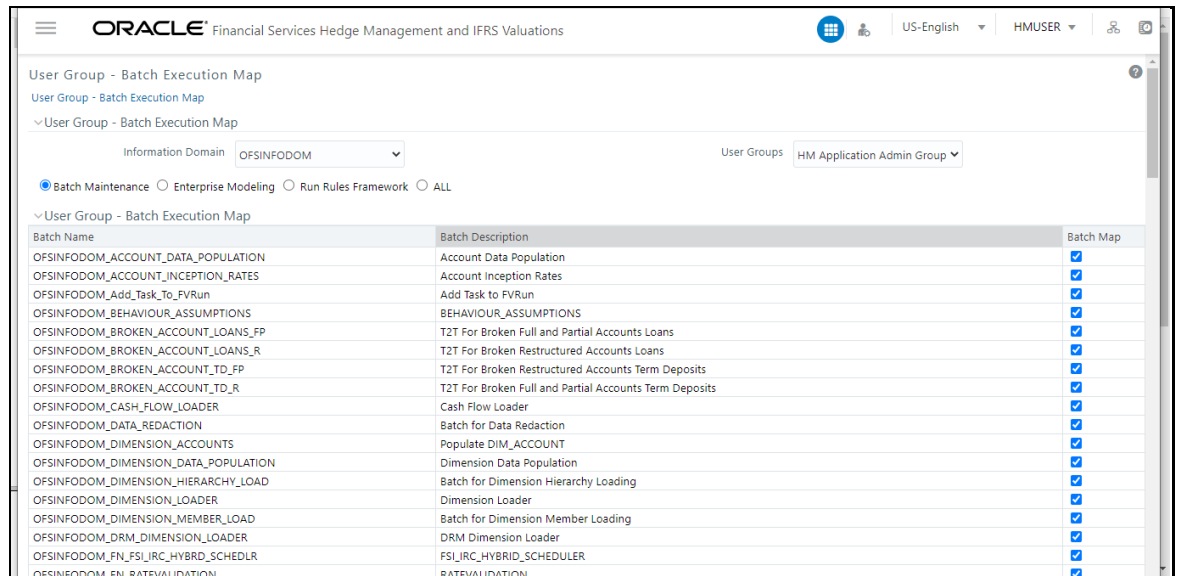 ORACLE® Financial Services Hedge Management and IFRS Valuations US-English HMUSER
User Group - Batch Execution Map
User Group - Batch Execution Map
User Group - Batch Execution Map
Information Domain OFSINFODOM User Groups HM Application Admin Group
Batch Maintenance Enterprise Modeling Run Rules Framework ALL
User Group - Batch Execution Map
Batch Name Batch Description Batch Map
OFSINFODOM_ACCOUNT_DATA_POPULATION Account Data Population
OFSINFODOM_ACCOUNT_INCEPTION_RATES Account Inception Rates
OFSINFODOM_Add_Task_To_FVRun Add Task to FVRun
OFSINFODOM_BEHAVIOUR_ASSUMPTIONS BEHAVIOUR_ASSUMPTIONS
OFSINFODOM_BROKEN_ACCOUNT_LOANS_FP T2T For Broken Full and Partial Accounts Loans
OFSINFODOM_BROKEN_ACCOUNT_LOANS_R T2T For Broken Restructured Accounts Loans
OFSINFODOM_BROKEN_ACCOUNT_TD_FP T2T For Broken Restructured Accounts Term Deposits
OFSINFODOM_BROKEN_ACCOUNT_TD_R T2T For Broken Full and Partial Accounts Term Deposits
OFSINFODOM_CASH_FLOW_LOADER Cash Flow Loader
OFSINFODOM_DATA_REDACTION Batch for Data Redaction
OFSINFODOM_DIMENSION_ACCOUNTS Populate DIM_ACCOUNT
OFSINFODOM_DIMENSION_DATA_POPULATION Dimension Data Population
OFSINFODOM_DIMENSION_HIERARCHY_LOAD Batch for Dimension Hierarchy Loading
OFSINFODOM_DIMENSION_LOADER Dimension Loader
OFSINFODOM_DIMENSION_MEMBER_LOAD Batch for Dimension Member Loading
OFSINFODOM_DRM_DIMENSION_LOADER DRM Dimension Loader
OFSINFODOM_FN_FSI_IRC_HYBRD_SCHEDLR FSI_IRC_HYBRID_SCHEDULER
OFSINFODOM_FN_RATEVALIDATION RATEVALIDATION